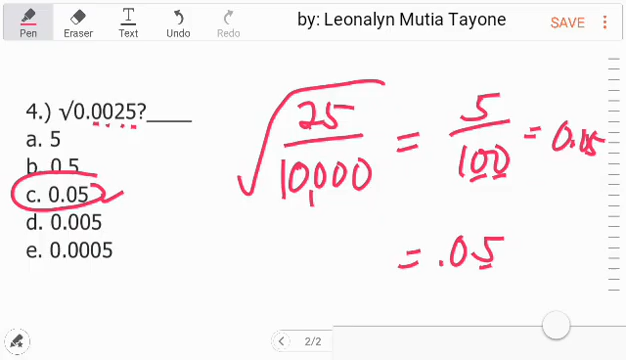 Pen Eraser Text Undo Redo by: Leonalyn Mutia Tayone SAVE
4.) √0.0025?____
a. 5
b. 0.5
c. 0.05
d. 0.005
e. 0.0005
√25/10,000 = 5/100 = 0.05
= .05
2/2